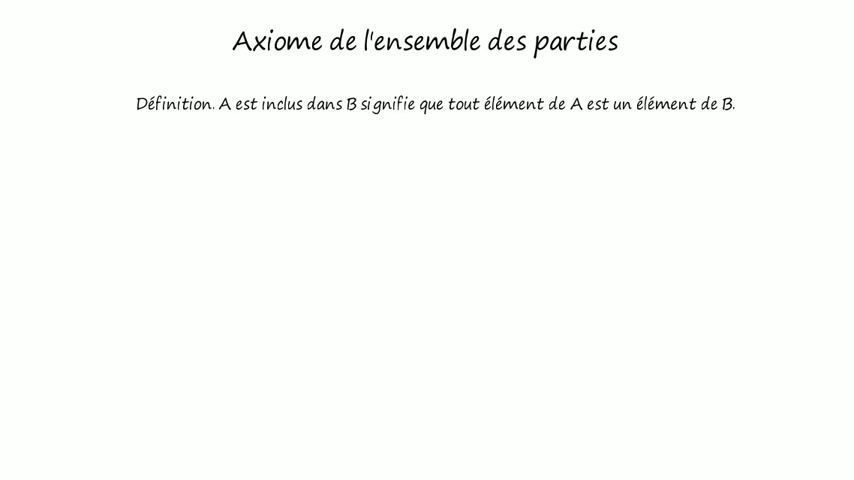 Axiome de l'ensemble des parties
Définition. A est inclus dans B signifie que tout élément de A est un élément de B.